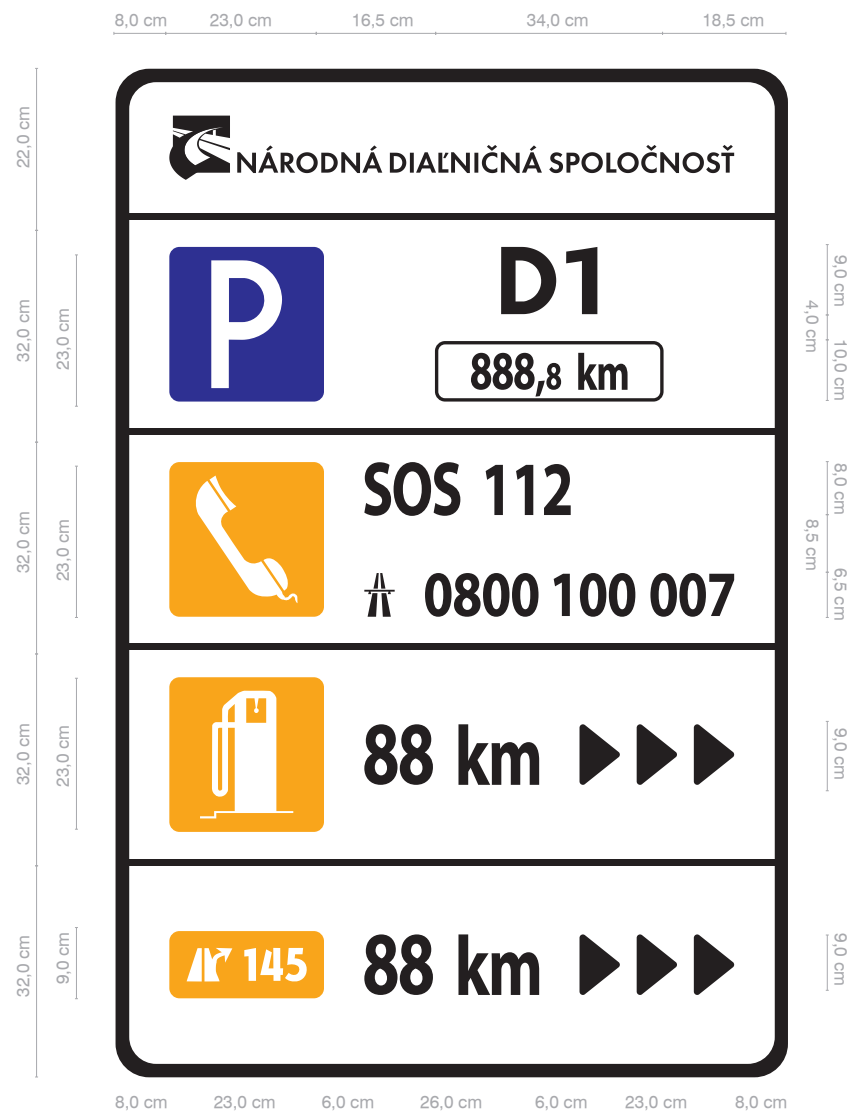 8,0 cm 23,0 cm 16,5 cm 34,0 cm 18,5 cm
22,0 cm
NÁRODNÁ DIAĽNIČNÁ SPOLOČNOSŤ
32,0 cm
23,0 cm
P
D1
888,8 km
9,0 cm
4,0 cm
10,0 cm
32,0 cm
23,0 cm
SOS 112
0800 100 007
8,0 cm
8,5 cm
6,5 cm
32,0 cm
23,0 cm
88 km
9,0 cm
32,0 cm
9,0 cm
145
88 km
9,0 cm
8,0 cm 23,0 cm 6,0 cm 26,0 cm 6,0 cm 23,0 cm 8,0 cm